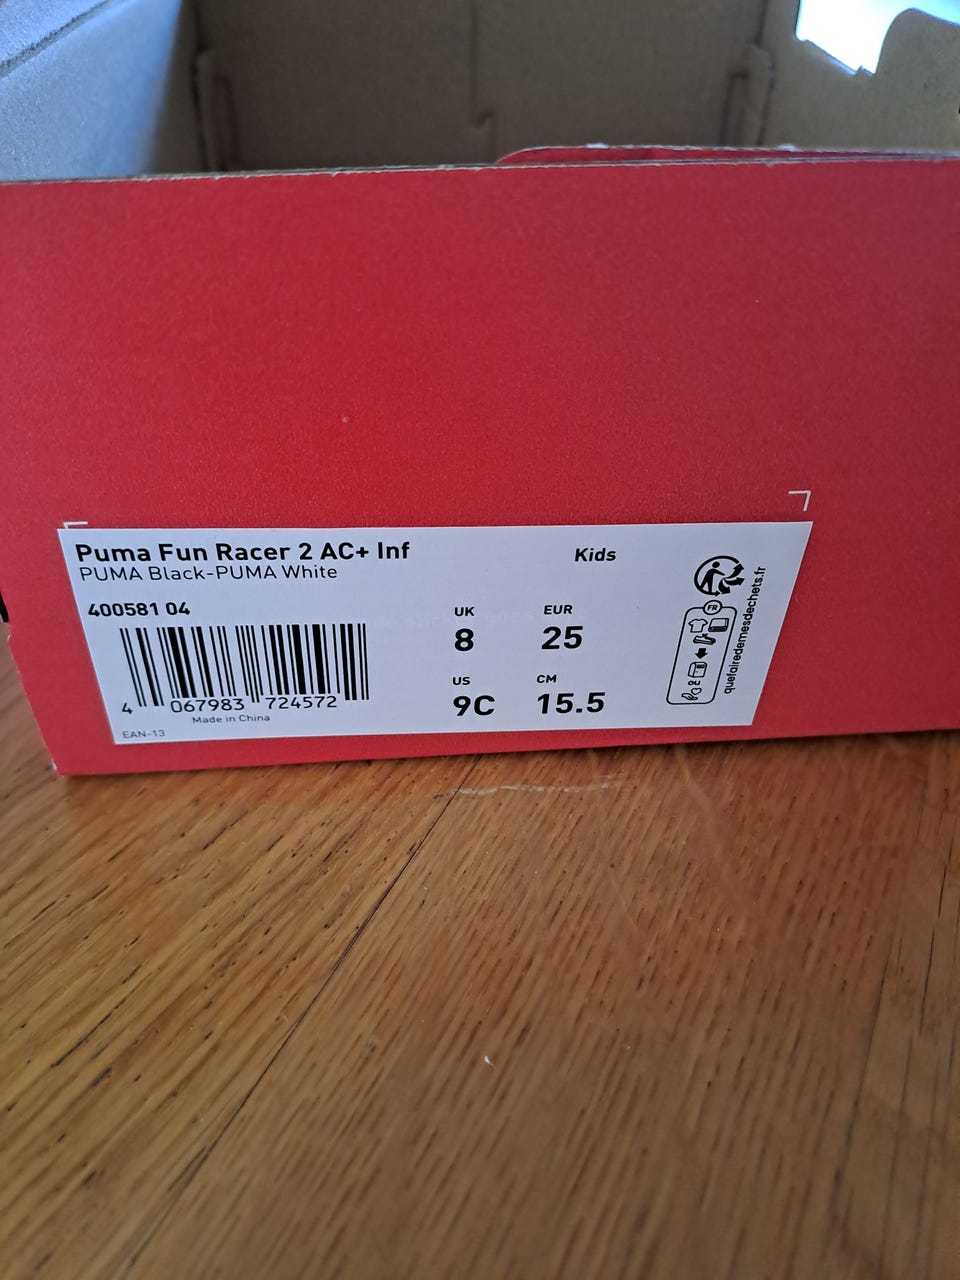 Puma Fun Racer 2 AC+ Inf
Kids
PUMA Black-PUMA White
400581 04
UK
8
EUR
25
US
9C
CM
15.5
4 067983 724572
Made in China
EAN-13
FR
quefairedemesdechets.fr